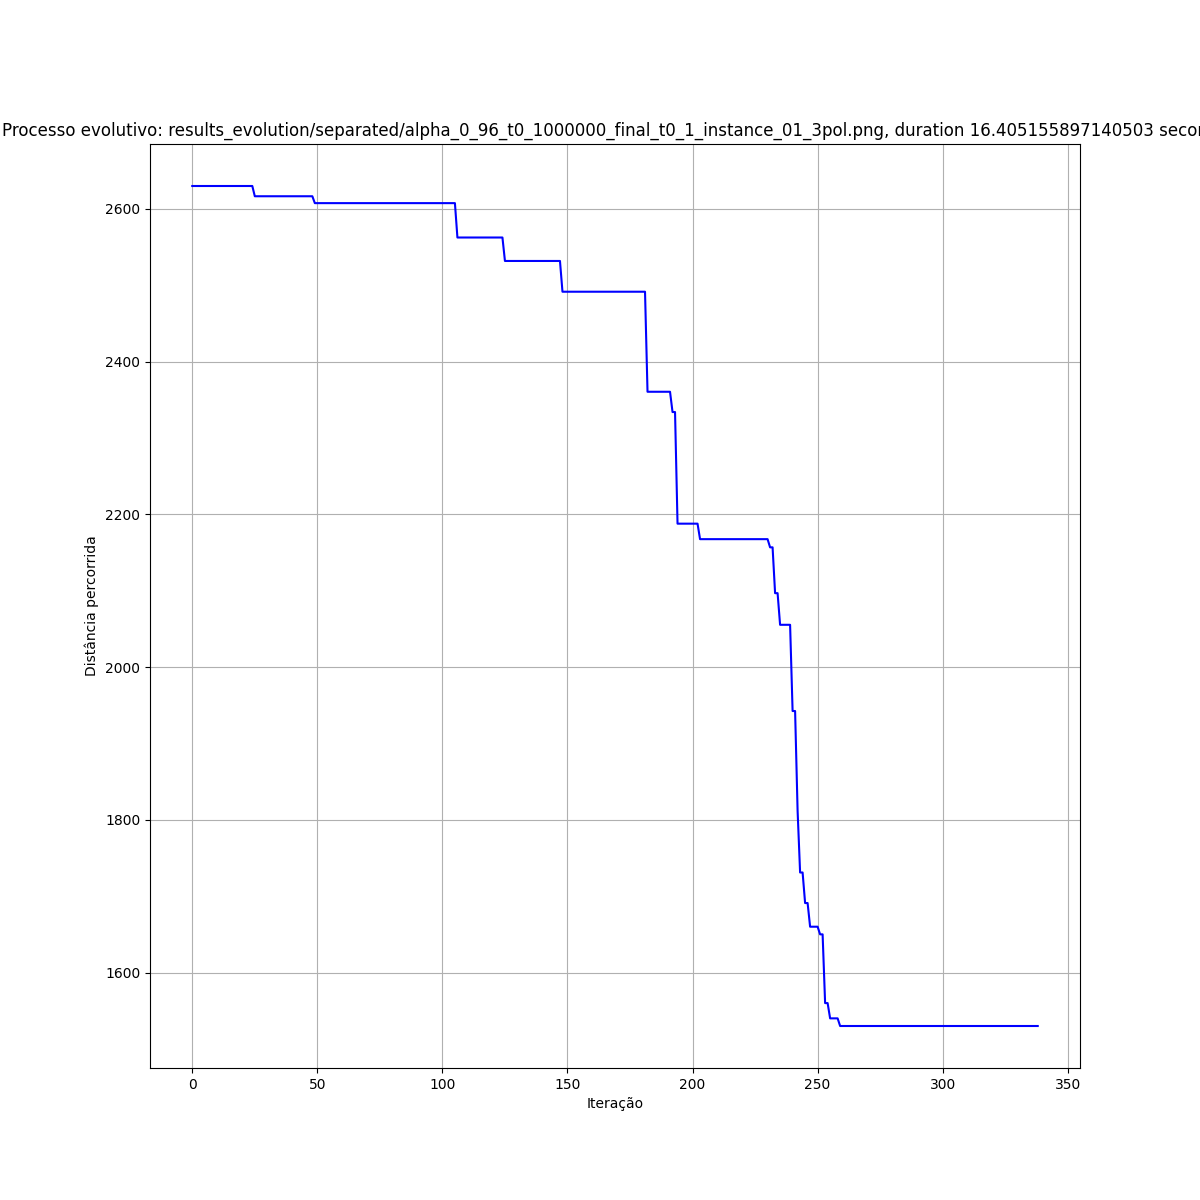 Processo evolutivo: results_evolution/separated/alpha_0_96_t0_1000000_final_t0_1_instance_01_3pol.png, duration 16.405155897140503
2600
2400
2200
2000
1800
1600
Distância percorrida
0 50 100 150 200 250 300 350
Iteração